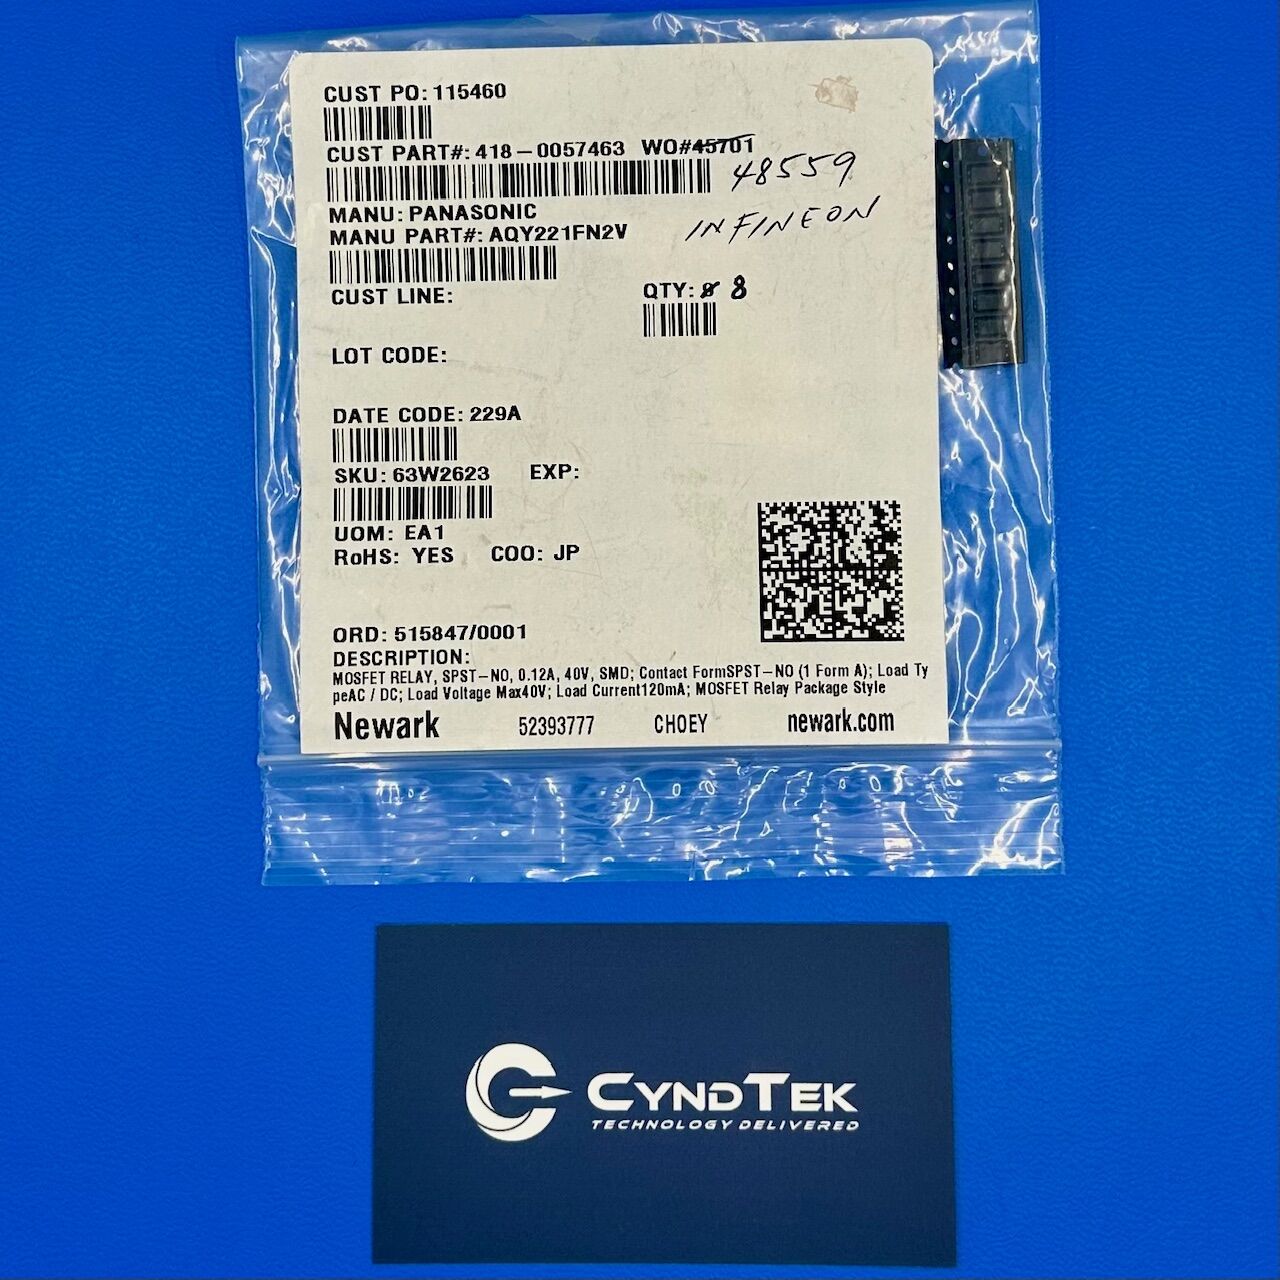 CUST PO: 115460
CUST PART#: 418-0057463 WO#45701
48559
MANU: PANASONIC
INFINEON
MANU PART#: AQY221FN2V
CUST LINE:
QTY: 8 8
LOT CODE:
DATE CODE: 229A
SKU: 63W2623 EXP:
UOM: EA1
RoHS: YES COO: JP
ORD: 515847/0001
DESCRIPTION:
MOSFET RELAY, SPST-NO, 0.12A, 40V, SMD; Contact FormSPST-NO (1 Form A); Load Ty
peAC / DC; Load Voltage Max40V; Load Current120mA; MOSFET Relay Package Style
Newark 52393777 CHOEY newark.com
CYNDTEK
TECHNOLOGY DELIVERED